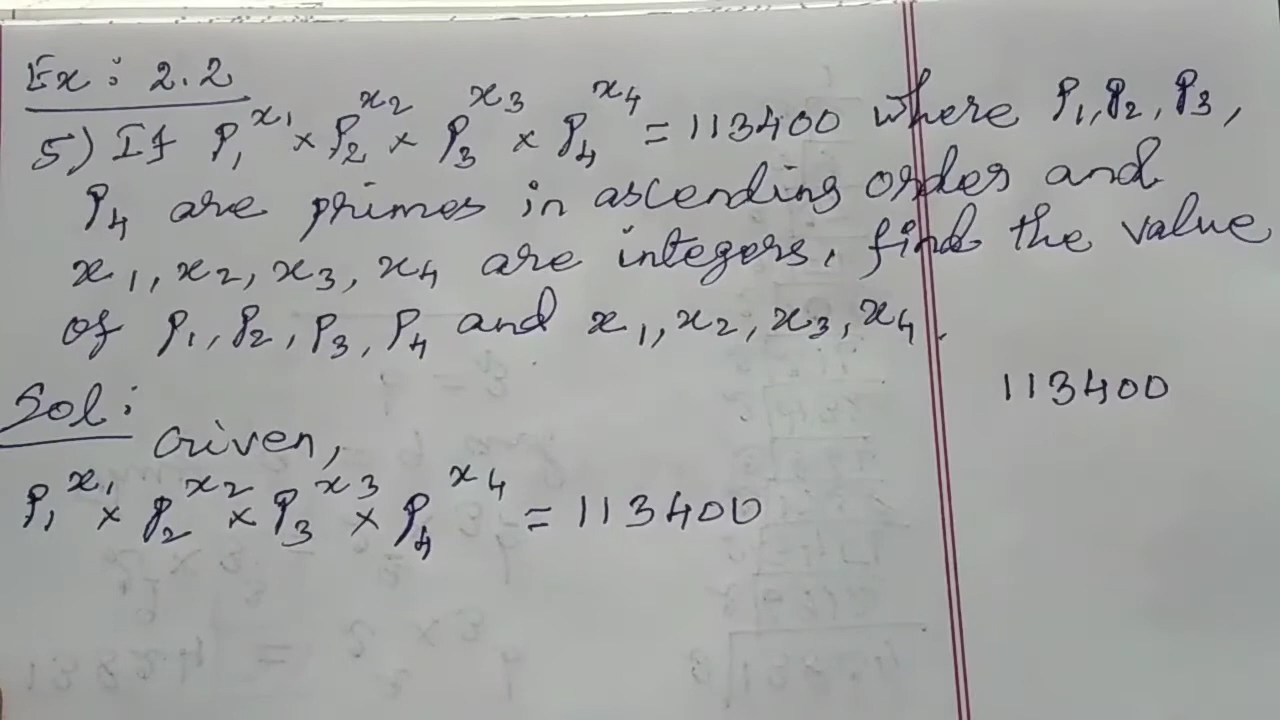 Ex: 2.2
5) If P₁^x₁ × P₂^x₂ × P₃^x₃ × P₄^x₄ = 113400 where P₁, P₂, P₃,
P₄ are primes in ascending order and
x₁, x₂, x₃, x₄ are integers, find the value
of P₁, P₂, P₃, P₄ and x₁, x₂, x₃, x₄.
Sol:
Given,
P₁^x₁ × P₂^x₂ × P₃^x₃ × P₄^x₄ = 113400
113400